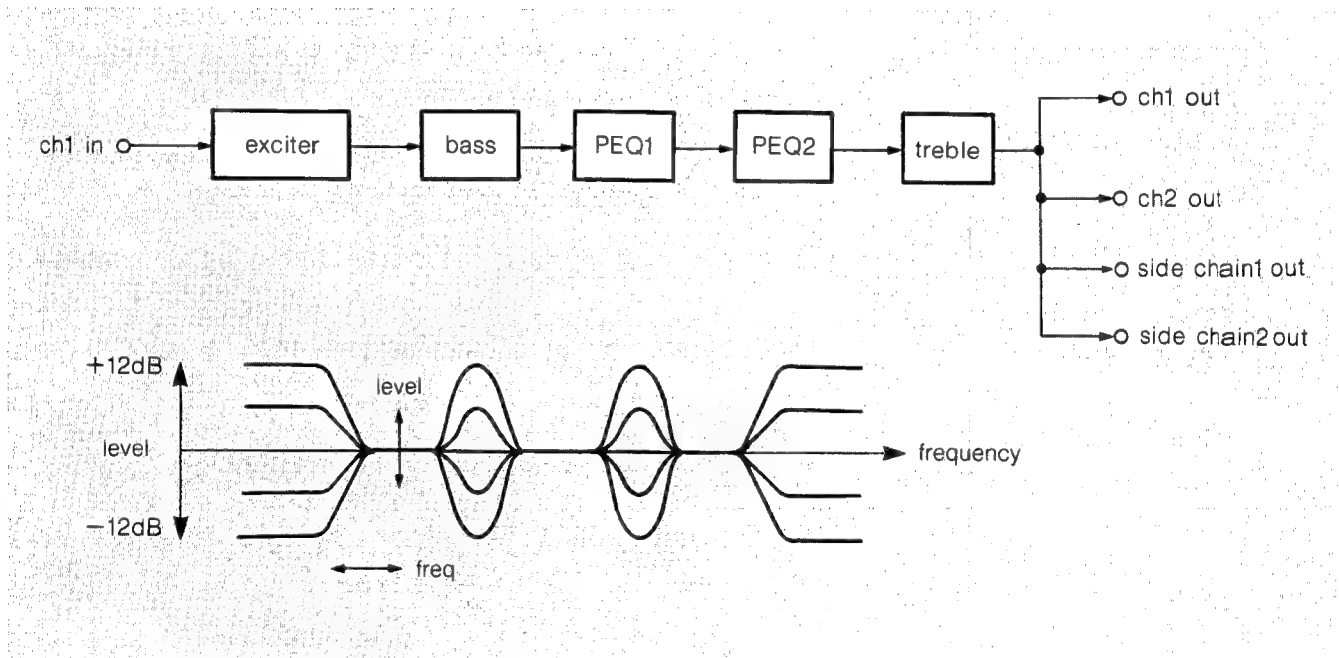 ch1 in
exciter
bass
PEQ1
PEQ2
treble
ch1 out
ch2 out
side chain1 out
side chain2 out
+12dB
level
level
frequency
−12dB
freq